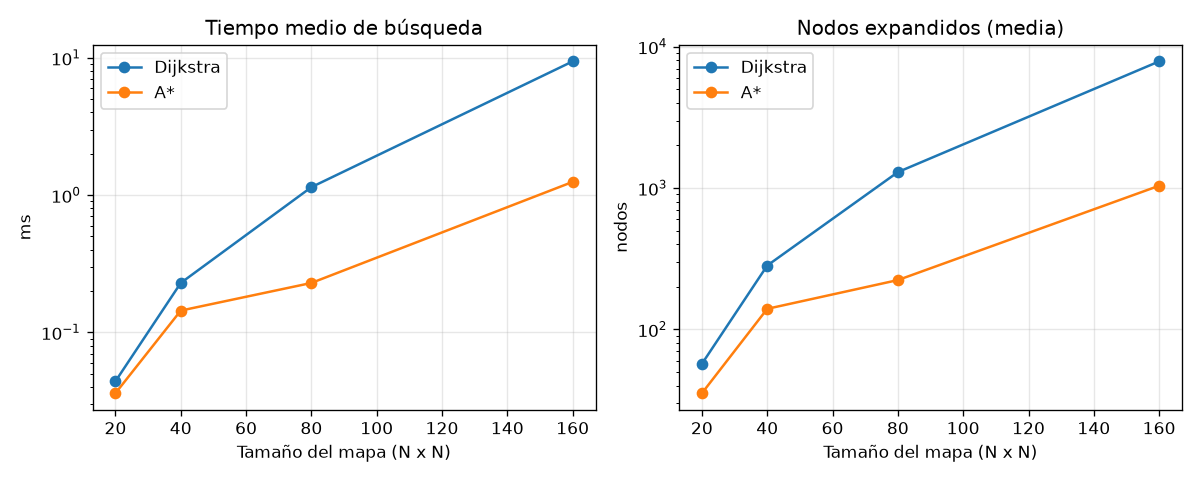 Tiempo medio de búsqueda
Dijkstra
A*
10¹
10⁰
10⁻¹
ms
20 40 60 80 100 120 140 160
Tamaño del mapa (N x N)
Nodos expandidos (media)
Dijkstra
A*
10⁴
10³
10²
nodos
20 40 60 80 100 120 140 160
Tamaño del mapa (N x N)